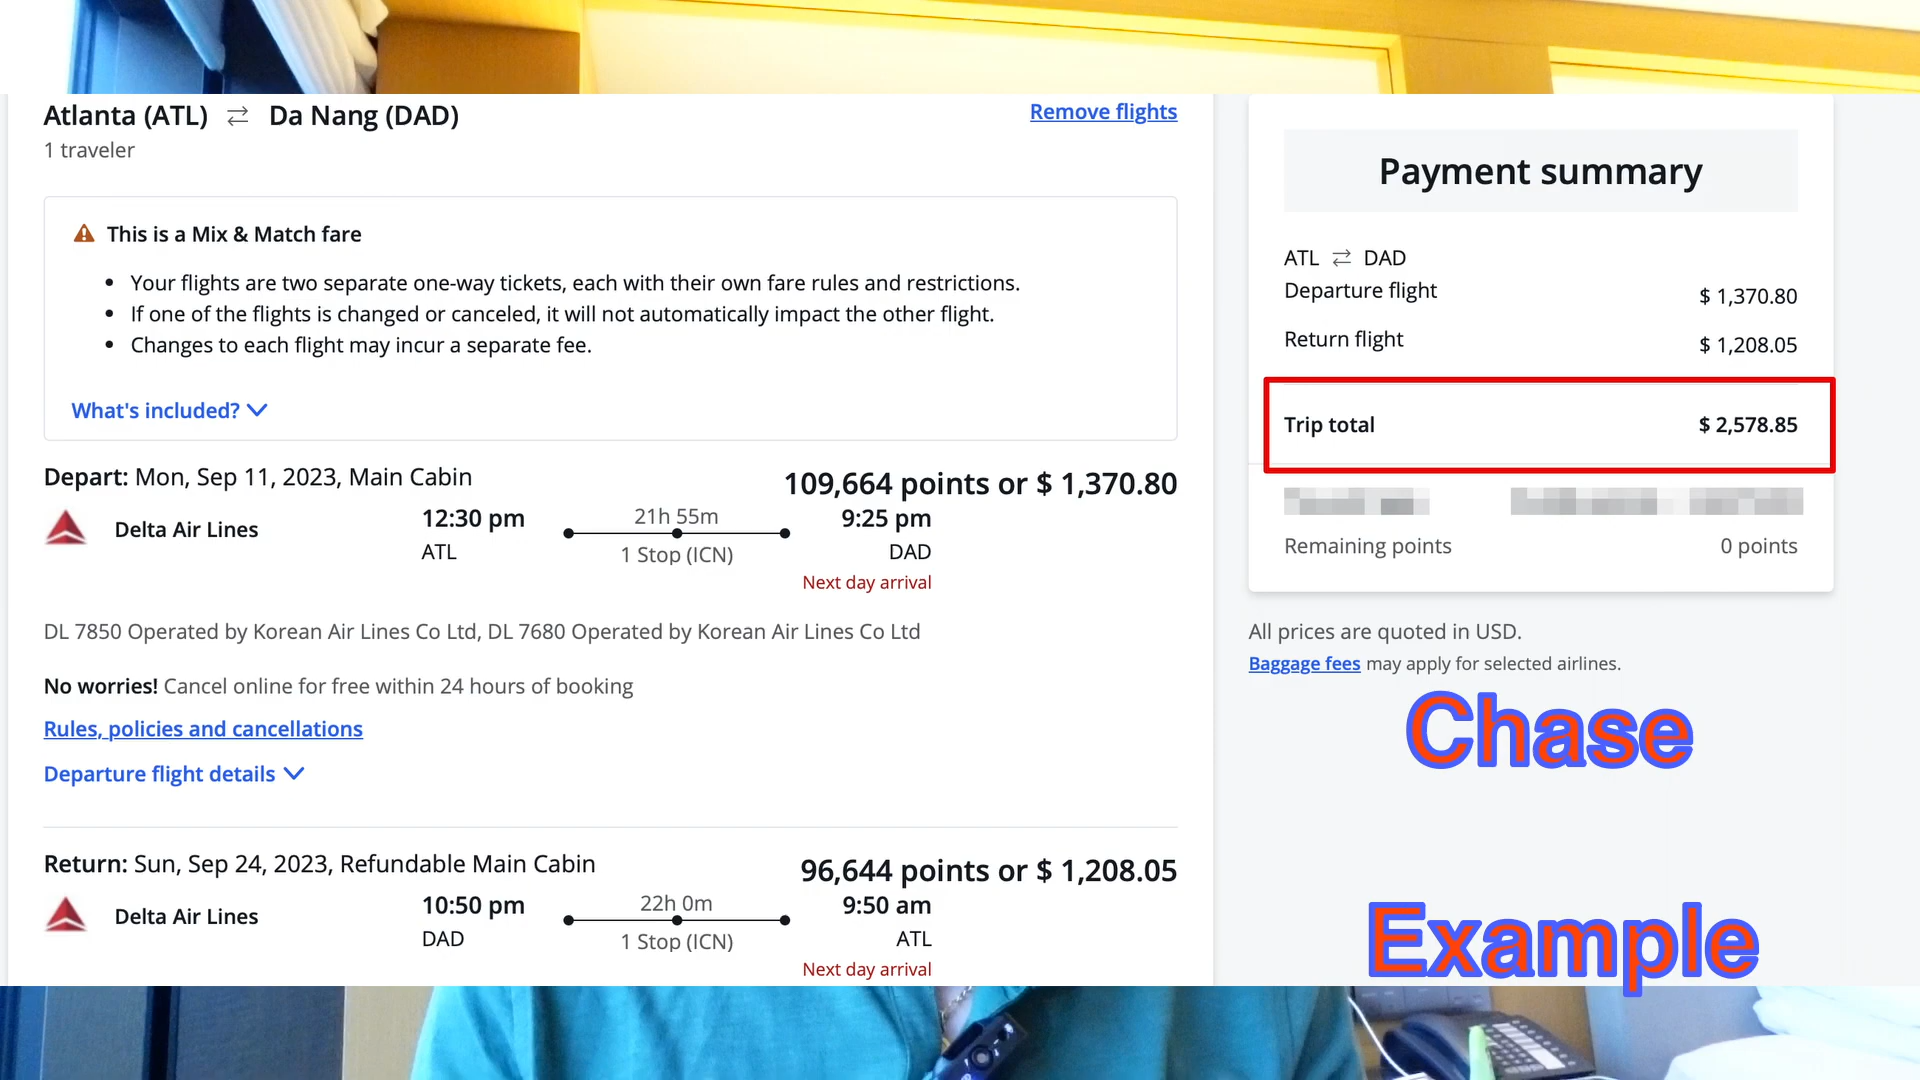 Atlanta (ATL) ⇄ Da Nang (DAD)
Remove flights
1 traveler
This is a Mix & Match fare
• Your flights are two separate one-way tickets, each with their own fare rules and restrictions.
• If one of the flights is changed or canceled, it will not automatically impact the other flight.
• Changes to each flight may incur a separate fee.
What's included?
Depart: Mon, Sep 11, 2023, Main Cabin
109,664 points or $ 1,370.80
Delta Air Lines
12:30 pm
ATL
21h 55m
1 Stop (ICN)
9:25 pm
DAD
Next day arrival
DL 7850 Operated by Korean Air Lines Co Ltd, DL 7680 Operated by Korean Air Lines Co Ltd
No worries! Cancel online for free within 24 hours of booking
Rules, policies and cancellations
Departure flight details
Return: Sun, Sep 24, 2023, Refundable Main Cabin
96,644 points or $ 1,208.05
Delta Air Lines
10:50 pm
DAD
22h 0m
1 Stop (ICN)
9:50 am
ATL
Next day arrival
Payment summary
ATL ⇄ DAD
Departure flight $ 1,370.80
Return flight $ 1,208.05
Trip total $ 2,578.85
Remaining points 0 points
All prices are quoted in USD.
Baggage fees may apply for selected airlines.
Chase
Example